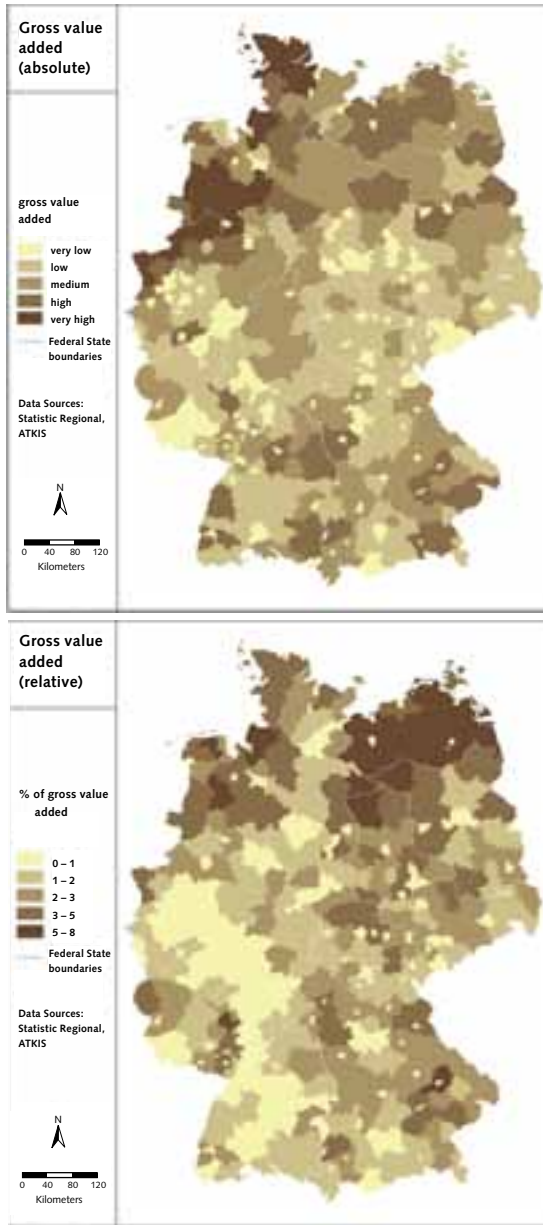 Gross value
added
(absolute)
gross value
added
very low
low
medium
high
very high
Federal State
boundaries
Data Sources:
Statistic Regional,
ATKIS
N
0 40 80 120
Kilometers
Gross value
added
(relative)
% of gross value
added
0 – 1
1 – 2
2 – 3
3 – 5
5 – 8
Federal State
boundaries
Data Sources:
Statistic Regional,
ATKIS
N
0 40 80 120
Kilometers